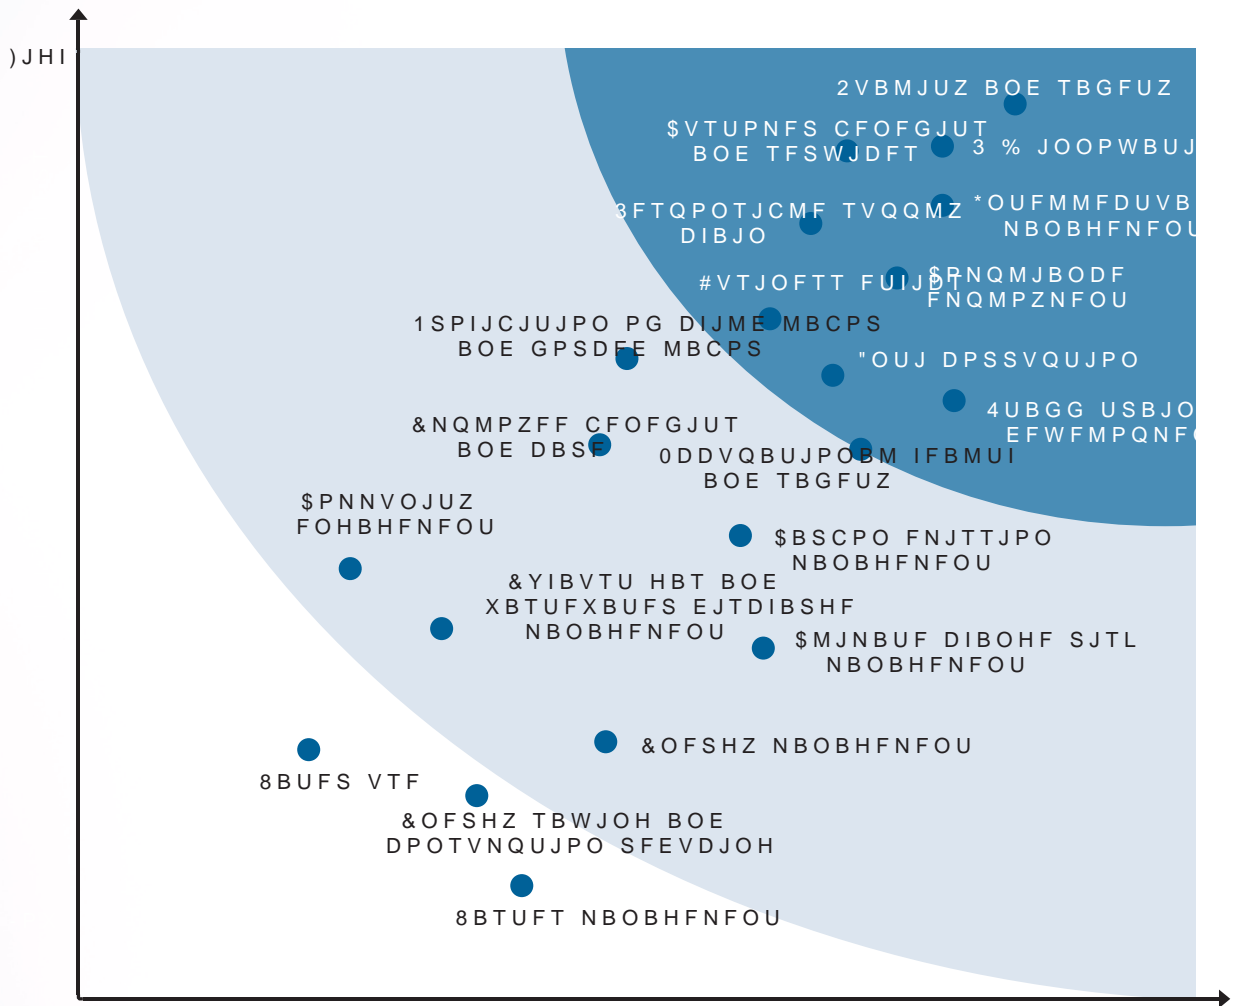 )JHI
2VBMJUZ BOE TBGFUZ
$VTUPNFS CFOFGJUT
BOE TFSWJDFT
3 % JOOPWBUJ
3FTQPOTJCMF TVQQMZ
DIBJO
*OUFMMFDUVB
NBOBHFNFOU
#VTJOFTT FUIJDT
$PNQMJBODF
FNQMPZNFOU
1SPIJCJUJPO PG DIJME MBCPS
BOE GPSDFE MBCPS
"OUJ DPSSVQUJPO
4UBGG USBJO
EFWFMPQNF
&NQMPZFF CFOFGJUT
BOE DBSF
0DDVQBUJPOBM IFBMUI
BOE TBGFUZ
$PNNVOJUZ
FOHBHFNFOU
$BSCPO FNJTTJPO
NBOBHFNFOU
&YIBVTU HBT BOE
XBTUFXBUFS EJTDIBSHF
NBOBHFNFOU
$MJNBUF DIBOHF SJTL
NBOBHFNFOU
&OFSHZ NBOBHFNFOU
8BUFS VTF
&OFSHZ TBWJOH BOE
DPOTVNQUJPO SFEVDJOH
8BTUFT NBOBHFNFOU